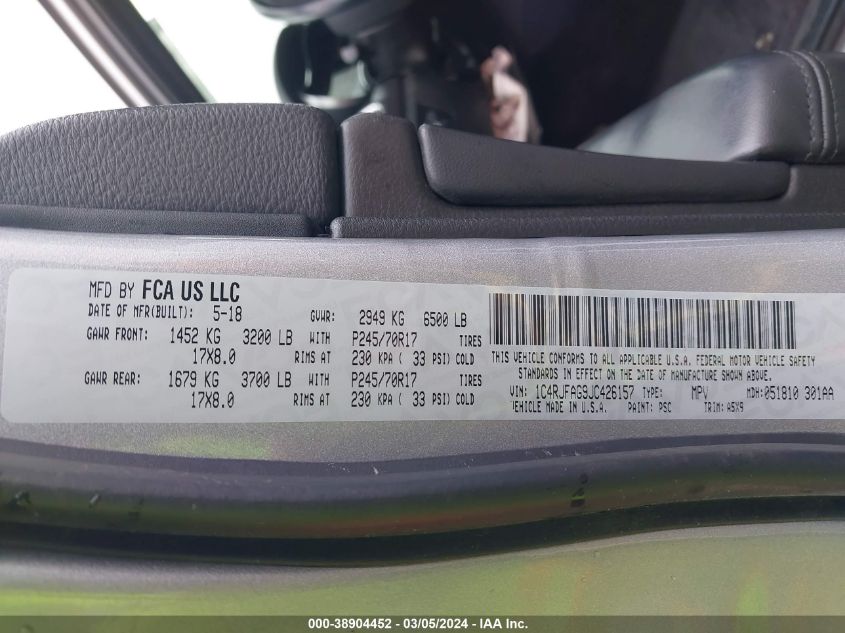 MFD BY FCA US LLC
DATE OF MFR(BUILT): 5-18 GVWR: 2949 KG 6500 LB
GAWR FRONT: 1452 KG 3200 LB WITH P245/70R17 TIRES
17X8.0 RIMS AT 230 KPA ( 33 PSI) COLD
GAWR REAR: 1679 KG 3700 LB WITH P245/70R17 TIRES
17X8.0 RIMS AT 230 KPA ( 33 PSI) COLD
THIS VEHICLE CONFORMS TO ALL APPLICABLE U.S.A. FEDERAL MOTOR VEHICLE SAFETY
STANDARDS IN EFFECT ON THE DATE OF MANUFACTURE SHOWN ABOVE.
VIN: 1C4RJFAG9JC426157 TYPE: MPV MDH:051810 301AA
VEHICLE MADE IN U.S.A. PAINT: PSC TRIM: A5X9
000-38904452 - 03/05/2024 - IAA Inc.